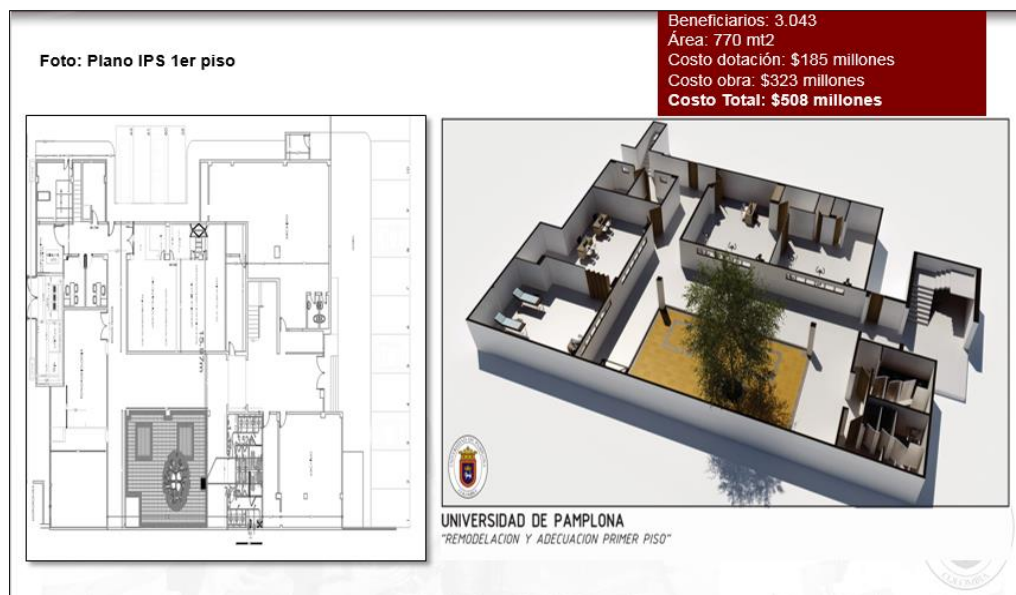 Beneficiarios: 3.043
Área: 770 mt2
Costo dotación: $185 millones
Costo obra: $323 millones
Costo Total: $508 millones
Foto: Plano IPS 1er piso
UNIVERSIDAD DE PAMPLONA
"REMODELACION Y ADECUACION PRIMER PISO"